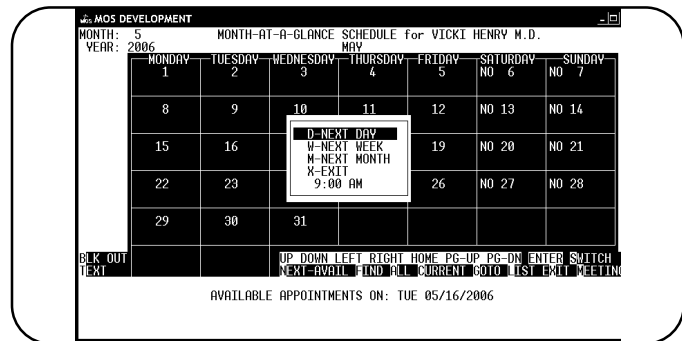 MOS MOS DEVELOPMENT
MONTH: 5 MONTH-AT-A-GLANCE SCHEDULE for VICKI HENRY M.D.
YEAR: 2006 MAY
MONDAY TUESDAY WEDNESDAY THURSDAY FRIDAY SATURDAY SUNDAY
1 2 3 4 5 NO 6 NO 7
8 9 10 11 12 NO 13 NO 14
D-NEXT DAY
W-NEXT WEEK
M-NEXT MONTH
X-EXIT
9:00 AM
15 16 19 NO 20 NO 21
22 23 26 NO 27 NO 28
29 30 31
BLK OUT UP DOWN LEFT RIGHT HOME PG-UP PG-DN ENTER SWITCH
TEXT NEXT-AVAIL FIND ALL CURRENT GOTO LIST EXIT MEETING
AVAILABLE APPOINTMENTS ON: TUE 05/16/2006